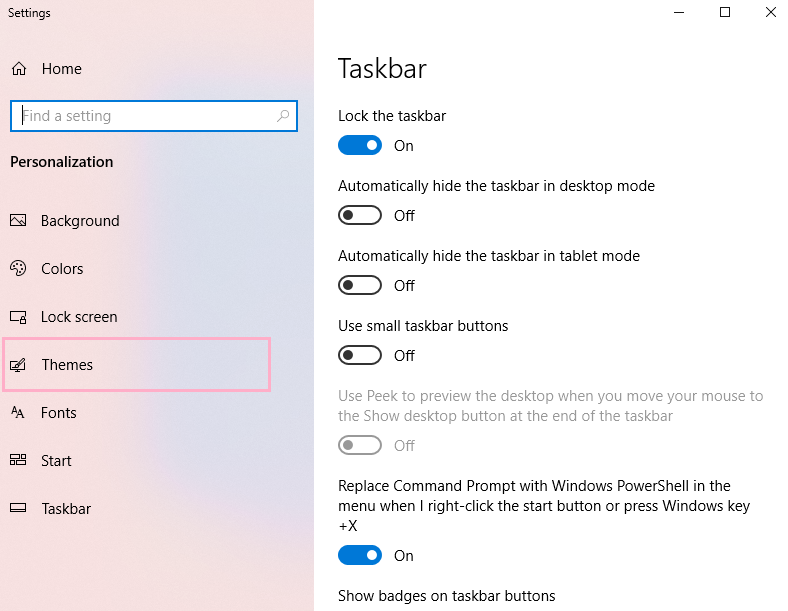 Settings
Home
Find a setting
Personalization
Background
Colors
Lock screen
Themes
Fonts
Start
Taskbar
Taskbar
Lock the taskbar
On
Automatically hide the taskbar in desktop mode
Off
Automatically hide the taskbar in tablet mode
Off
Use small taskbar buttons
Off
Use Peek to preview the desktop when you move your mouse to
the Show desktop button at the end of the taskbar
Off
Replace Command Prompt with Windows PowerShell in the
menu when I right-click the start button or press Windows key
+X
On
Show badges on taskbar buttons